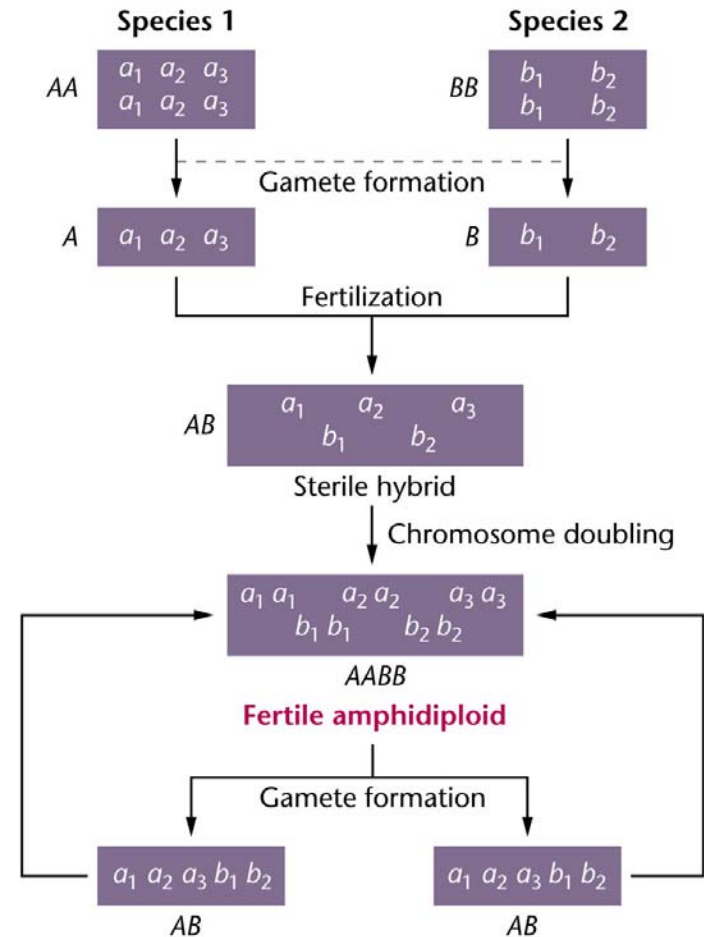 Species 1 Species 2
AA a₁ a₂ a₃ BB b₁ b₂
a₁ a₂ a₃ b₁ b₂
Gamete formation
A a₁ a₂ a₃ B b₁ b₂
Fertilization
AB a₁ a₂ a₃
b₁ b₂
Sterile hybrid
Chromosome doubling
a₁ a₁ a₂ a₂ a₃ a₃
b₁ b₁ b₂ b₂
AABB
Fertile amphidiploid
Gamete formation
a₁ a₂ a₃ b₁ b₂ a₁ a₂ a₃ b₁ b₂
AB AB